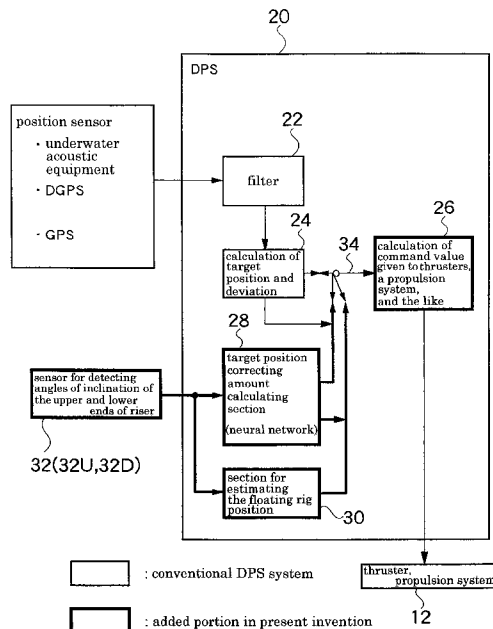 20
DPS
position sensor
· underwater
acoustic
equipment
· DGPS
· GPS
22
filter
24
calculation of
target
position and
deviation
34
26
calculation of
command value
given to thrusters,
a propulsion
system,
and the like
28
target position
correcting
amount
calculating
section
(neural network)
sensor for detecting
angles of inclination of
the upper and lower
ends of riser
32(32U,32D)
section for
estimating
the floating rig
position
30
: conventional DPS system
: added portion in present invention
thruster,
propulsion system
12